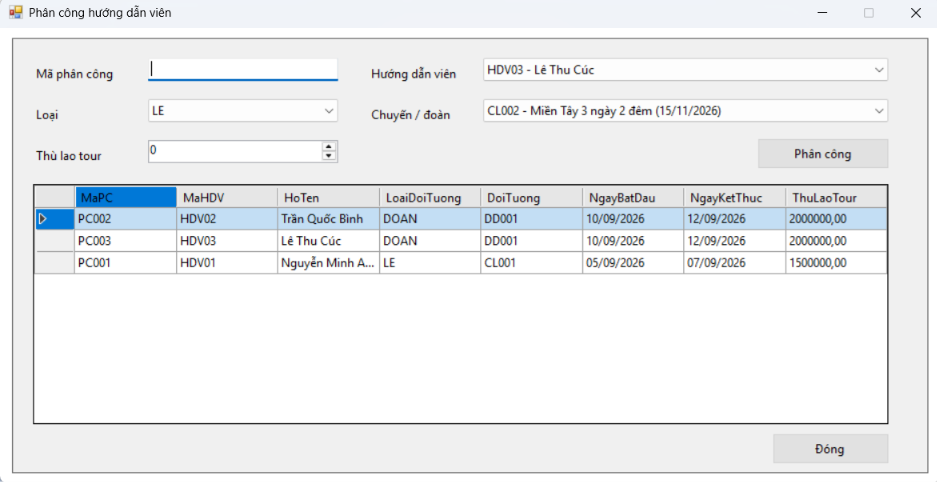 Phân công hướng dẫn viên
Mã phân công Hướng dẫn viên HDV03 - Lê Thu Cúc
Loại LE Chuyến / đoàn CL002 - Miền Tây 3 ngày 2 đêm (15/11/2026)
Thù lao tour 0 Phân công
MaPC MaHDV HoTen LoaiDoiTuong DoiTuong NgayBatDau NgayKetThuc ThuLaoTour
PC002 HDV02 Trần Quốc Bình DOAN DD001 10/09/2026 12/09/2026 2000000,00
PC003 HDV03 Lê Thu Cúc DOAN DD001 10/09/2026 12/09/2026 2000000,00
PC001 HDV01 Nguyễn Minh A... LE CL001 05/09/2026 07/09/2026 1500000,00
Đóng